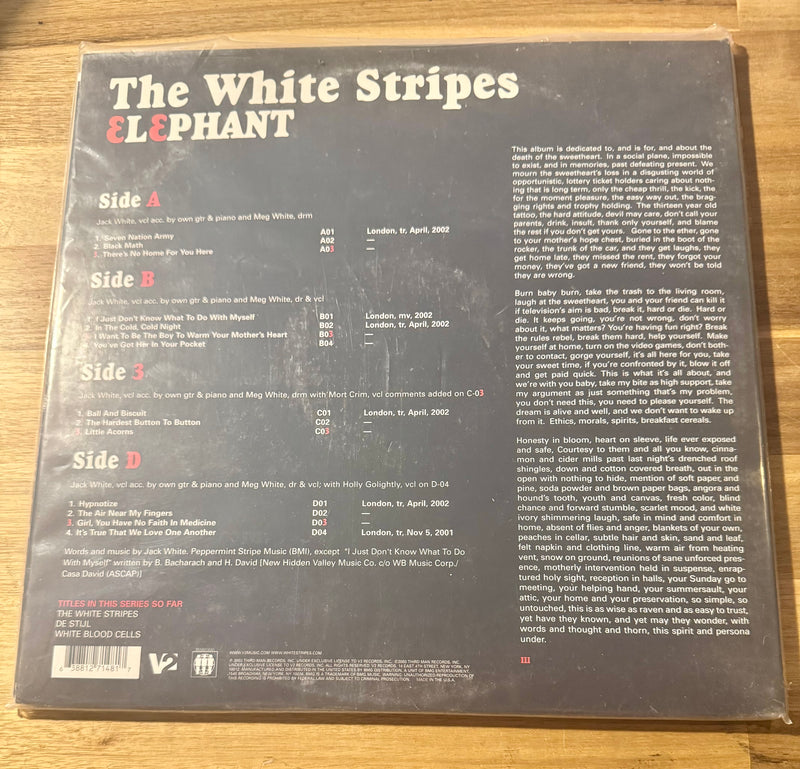 The White Stripes
ELEPHANT
Side A
Jack White, vcl acc. by own gtr & piano and Meg White, drm
1. Seven Nation Army A01 London, tr, April, 2002
2. Black Math A02 —
3. There's No Home For You Here A03 —
Side B
Jack White, vcl acc. by own gtr & piano and Meg White, dr & vcl
1. I Just Don't Know What To Do With Myself B01 London, mv, 2002
2. In The Cold, Cold Night B02 London, tr, April, 2002
3. I Want To Be The Boy To Warm Your Mother's Heart B03 —
4. You've Got Her In Your Pocket B04 —
Side 3
Jack White, vcl acc. by own gtr & piano and Meg White, drm with Mort Crim, vcl comments added on C-03
1. Ball And Biscuit C01 London, tr, April, 2002
2. The Hardest Button To Button C02 —
3. Little Acorns C03 —
Side D
Jack White, vcl acc. by own gtr & piano and Meg White, dr & vcl; with Holly Golightly, vcl on D-04
1. Hypnotize D01 London, tr, April, 2002
2. The Air Near My Fingers D02 —
3. Girl, You Have No Faith In Medicine D03 —
4. It's True That We Love One Another D04 London, tr, Nov 5, 2001
Words and music by Jack White. Peppermint Stripe Music (BMI), except "I Just Don't Know What To Do
With Myself" written by B. Bacharach and H. David [New Hidden Valley Music Co. c/o WB Music Corp./
Casa David (ASCAP)]
TITLES IN THIS SERIES SO FAR
THE WHITE STRIPES
DE STIJL
WHITE BLOOD CELLS
6 30812 71481 7
V2
WWW.V2MUSIC.COM WWW.WHITESTRIPES.COM
This album is dedicated to, and is for, and about the
death of the sweetheart. In a social plane, impossible
to exist, and in memories, past defeating present. We
mourn the sweetheart's loss in a disgusting world of
opportunistic, lottery ticket holders caring about noth-
ing that is long term, only the cheap thrill, the kick, the
for the moment pleasure, the easy way out, the brag-
ging rights and trophy holding. The thirteen year old
tattoo, the hard attitude, devil may care, don't call your
parents, drink, insult, thank only yourself, and blame
the rest if you don't get yours. Gone to the ether, gone
to your mother's hope chest, buried in the boot of the
rocker, the trunk of the car, and they get laughs, they
get home late, they missed the rent, they forgot your
money, they've got a new friend, they won't be told
they are wrong.
Burn baby burn, take the trash to the living room,
laugh at the sweetheart, you and your friend can kill it
if television's aim is bad, break it, hard or die. Hard or
die. It keeps going, you're not wrong, don't worry
about it, what matters? You're having fun right? Break
the rules rebel, break them hard, help yourself. Make
yourself at home, turn on the video games, don't both-
er to contact, gorge yourself, it's all here for you, take
your sweet time, if you're confronted by it, blow it off
and get paid quick. This is what it's all about, and
we're with you baby, take my bite as high support, take
my argument as just something that's my problem,
you don't need this, you need to please yourself. The
dream is alive and well, and we don't want to wake up
from it. Ethics, morals, spirits, breakfast cereals.
Honesty in bloom, heart on sleeve, life ever exposed
and safe, Courtesy to them and all you know, cinna-
mon and cider mills past last night's drenched roof
shingles, down and cotton covered breath, out in the
open with nothing to hide, mention of soft paper, and
pine, soda powder and brown paper bags, angora and
hound's tooth, youth and canvas, fresh color, blind
chance and forward stumble, scarlet mood, and white
ivory shimmering laugh, safe in mind and comfort in
home, absent of flies and anger, blankets of your own,
peaches in cellar, subtle hair and skin, sand and leaf,
felt napkin and clothing line, warm air from heating
vent, snow on ground, reunions of sane unforced pres-
ence, motherly intervention held in suspense, enrap-
tured holy sight, reception in halls, your Sunday go to
meeting, your helping hand, your summersault, your
attic, your home and your preservation, so simple, so
untouched, this is as wise as raven and as easy to trust,
yet have they known, and yet may they wonder, with
words and thought and thorn, this spirit and persona
under.
III